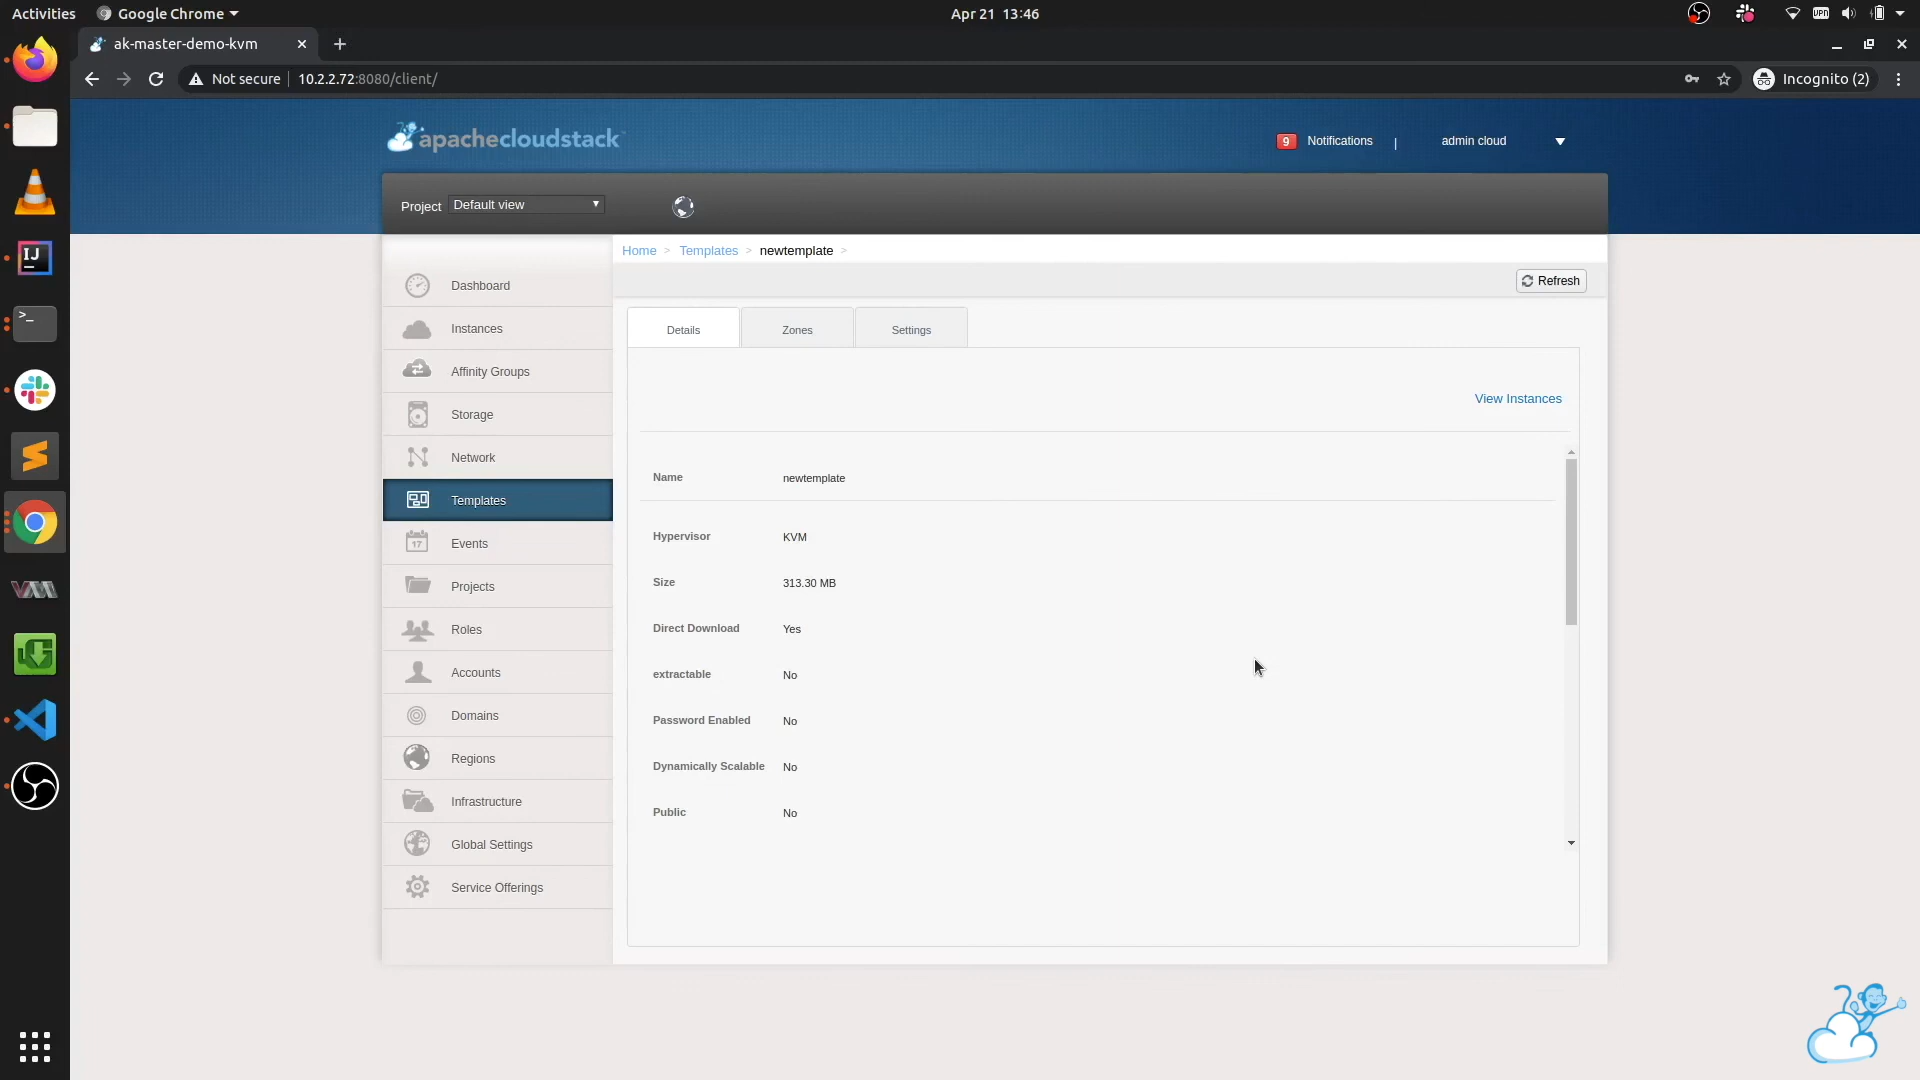 Activities
Google Chrome
Apr 21 13:46
ak-master-demo-kvm
Not secure
10.2.2.72:8080/client/
Incognito (2)
apachecloudstack
9
Notifications
|
admin cloud
Project
Default view
Home > Templates > newtemplate >
Refresh
Dashboard
Instances
Affinity Groups
Storage
Network
Templates
17
Events
Projects
Roles
Accounts
Domains
Regions
Infrastructure
Global Settings
Service Offerings
Details
Zones
Settings
View Instances
Name
newtemplate
Hypervisor
KVM
Size
313.30 MB
Direct Download
Yes
extractable
No
Password Enabled
No
Dynamically Scalable
No
Public
No
IJ
>_
VPN